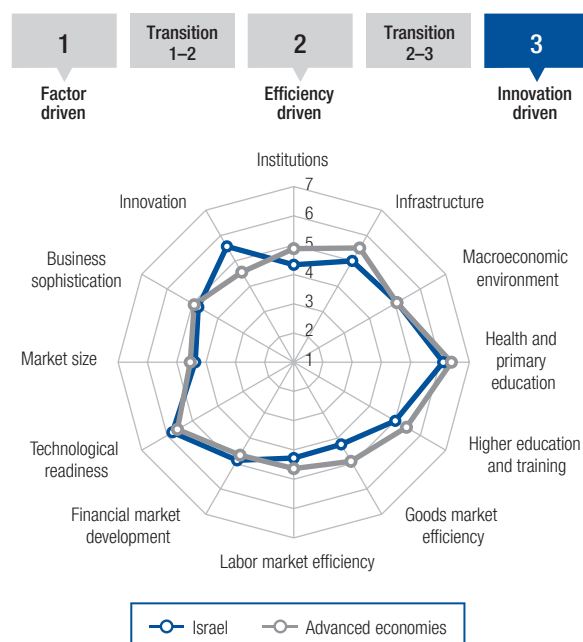 1
Transition
1–2
2
Transition
2–3
3
Factor
driven
Efficiency
driven
Innovation
driven
Institutions
Infrastructure
Macroeconomic
environment
Health and
primary
education
Higher education
and training
Goods market
efficiency
Labor market efficiency
Financial market
development
Technological
readiness
Market size
Business
sophistication
Innovation
7
6
5
4
3
2
1
Israel
Advanced economies